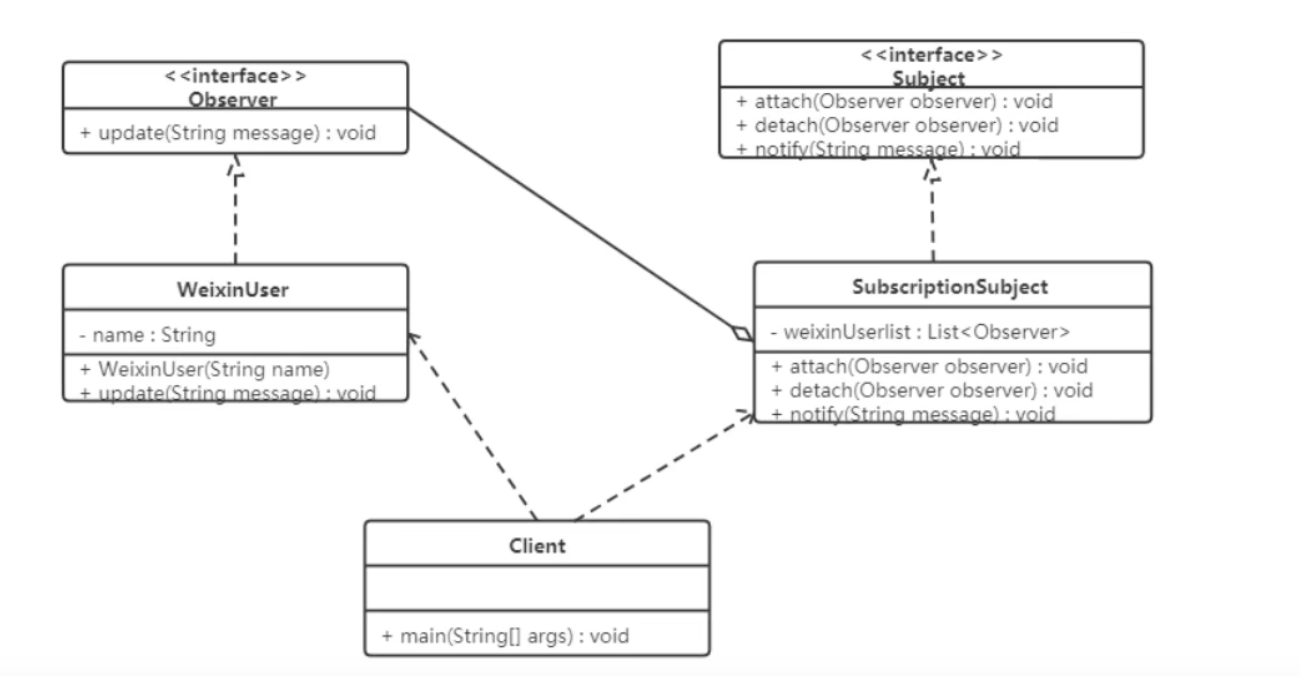 <<interface>>
Observer
+ update(String message) : void
<<interface>>
Subject
+ attach(Observer observer) : void
+ detach(Observer observer) : void
+ notify(String message) : void
WeixinUser
- name : String
+ WeixinUser(String name)
+ update(String message) : void
SubscriptionSubject
- weixinUserlist : List<Observer>
+ attach(Observer observer) : void
+ detach(Observer observer) : void
+ notify(String message) : void
Client
+ main(String[] args) : void